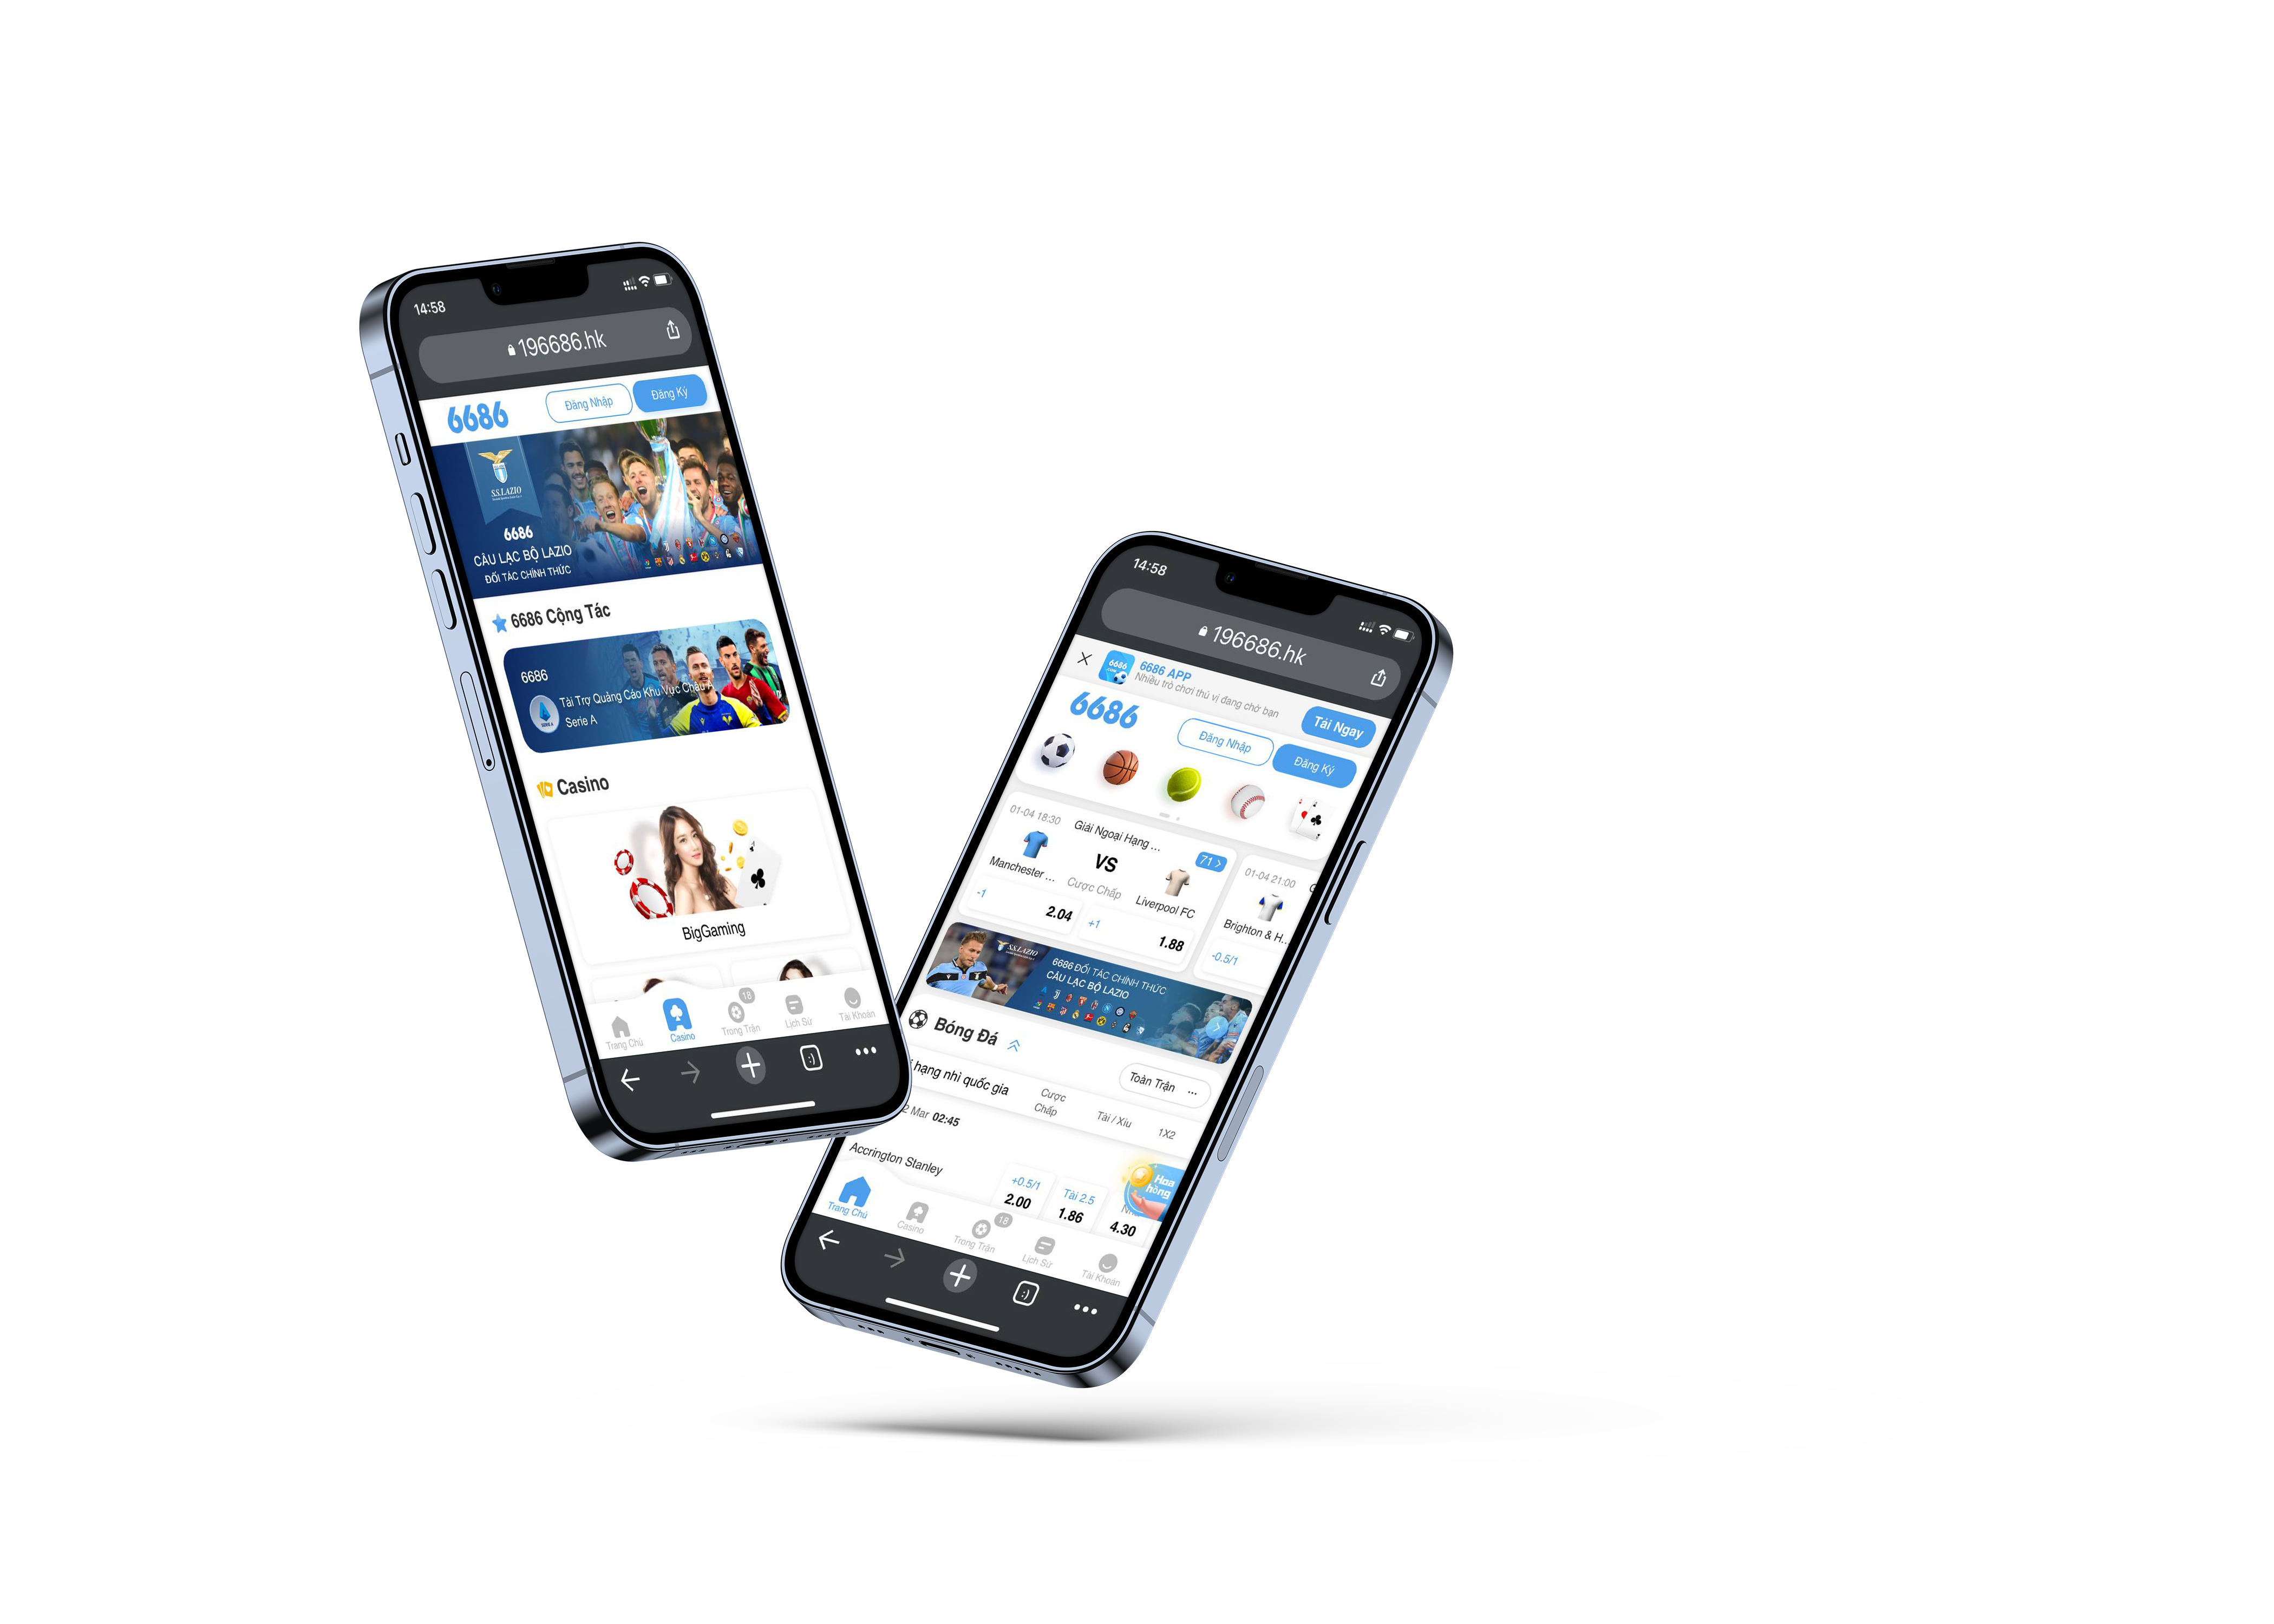 14:58
196686.hk
6686
Đăng Nhập
Đăng Ký
S.S.LAZIO
6686
CÂU LẠC BỘ LAZIO
ĐỐI TÁC CHÍNH THỨC
6686 Cộng Tác
6686
Tài Trợ Quảng Cáo Khu Vực Châu Á
Serie A
SERIE A
Casino
BigGaming
Trang Chủ
Casino
18
Trong Trận
Lịch Sử
Tài Khoản
:)
14:58
196686.hk
6686
6686 APP
Nhiều trò chơi thú vị đang chờ bạn
Tải Ngay
6686
Đăng Nhập
Đăng Ký
01-04 18:30
Giải Ngoại Hạng ...
71 >
Manchester ...
VS
Cược Chấp
Liverpool FC
-1
2.04
+1
1.88
01-04 21:00
Brighton & H...
-0.5/1
S.S.LAZIO
6686 ĐỐI TÁC CHÍNH THỨC
CÂU LẠC BỘ LAZIO
Bóng Đá
Toàn Trận ...
hạng nhì quốc gia
Cược
Chấp
Tài / Xỉu
1X2
2 Mar 02:45
Accrington Stanley
+0.5/1
2.00
Tài 2.5
1.86
4.30
Hoa
hồng
Trang Chủ
Casino
18
Trong Trận
Lịch Sử
Tài Khoản
:)